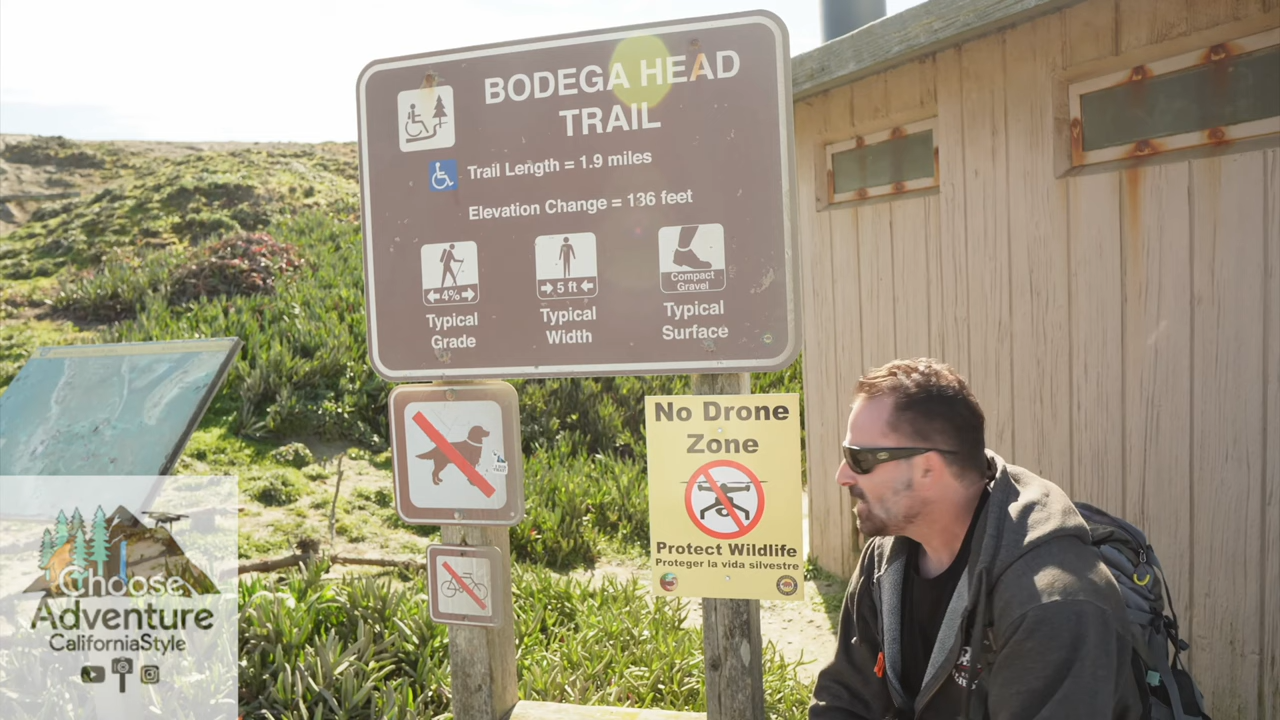 BODEGA HEAD
TRAIL
Trail Length = 1.9 miles
Elevation Change = 136 feet
4%
5 ft
Compact
Gravel
Typical
Grade
Typical
Width
Typical
Surface
No Drone
Zone
Protect Wildlife
Proteger la vida silvestre
Choose
Adventure
CaliforniaStyle